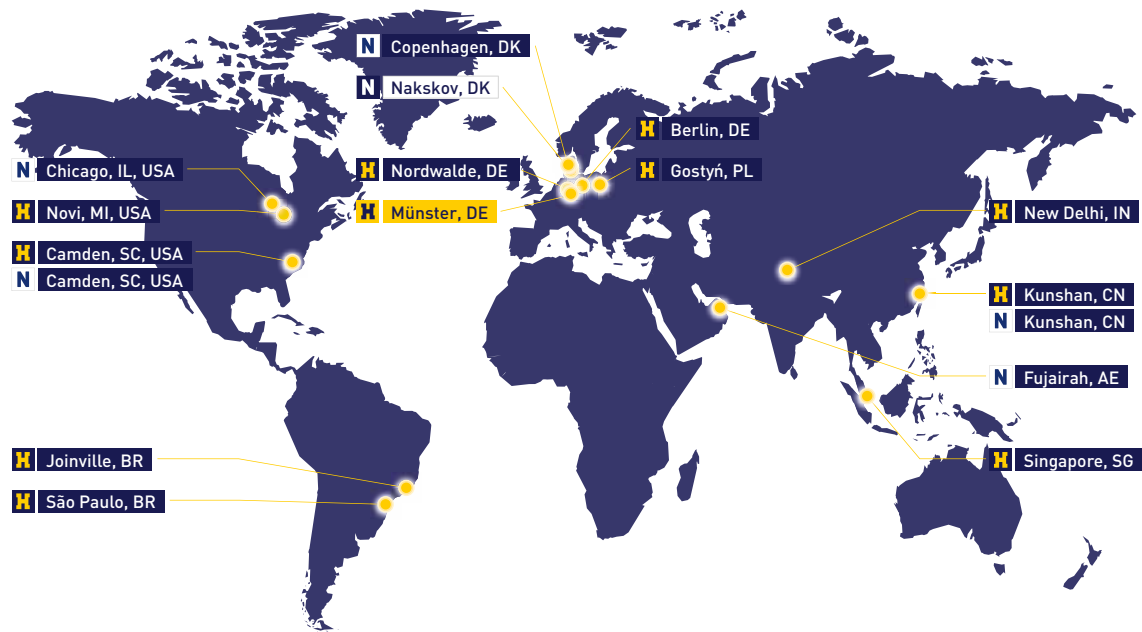 N Copenhagen, DK
N Nakskov, DK
H Berlin, DE
N Chicago, IL, USA
H Nordwalde, DE
H Gostyń, PL
H Novi, MI, USA
H Münster, DE
H New Delhi, IN
H Camden, SC, USA
N Camden, SC, USA
H Kunshan, CN
N Kunshan, CN
N Fujairah, AE
H Joinville, BR
H Singapore, SG
H São Paulo, BR